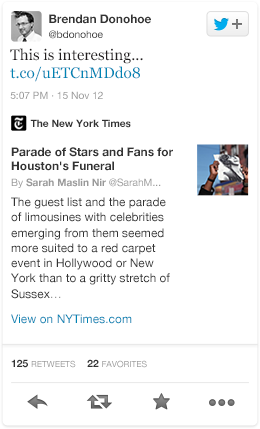 Brendan Donohoe
@bdonohoe
This is interesting...
t.co/uETCnMDdo8
5:07 PM · 15 Nov 12
The New York Times
Parade of Stars and Fans for
Houston's Funeral
By Sarah Maslin Nir @SarahM...
The guest list and the parade
of limousines with celebrities
emerging from them seemed
more suited to a red carpet
event in Hollywood or New
York than to a gritty stretch of
Sussex…
View on NYTimes.com
125 RETWEETS 22 FAVORITES